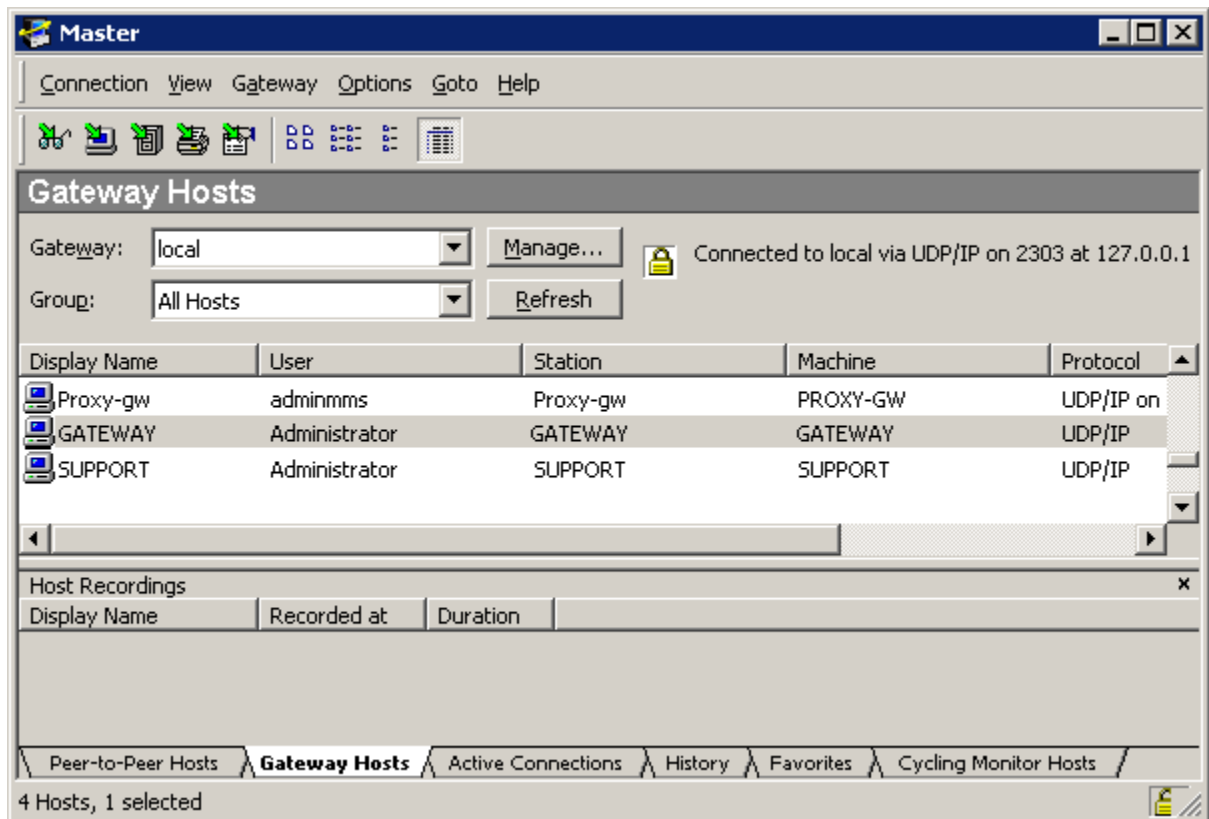 Master
Connection View Gateway Options Goto Help
Gateway Hosts
Gateway: local Manage... Connected to local via UDP/IP on 2303 at 127.0.0.1
Group: All Hosts Refresh
Display Name User Station Machine Protocol
Proxy-gw adminmms Proxy-gw PROXY-GW UDP/IP on
GATEWAY Administrator GATEWAY GATEWAY UDP/IP
SUPPORT Administrator SUPPORT SUPPORT UDP/IP
Host Recordings
Display Name Recorded at Duration
Peer-to-Peer Hosts Gateway Hosts Active Connections History Favorites Cycling Monitor Hosts
4 Hosts, 1 selected